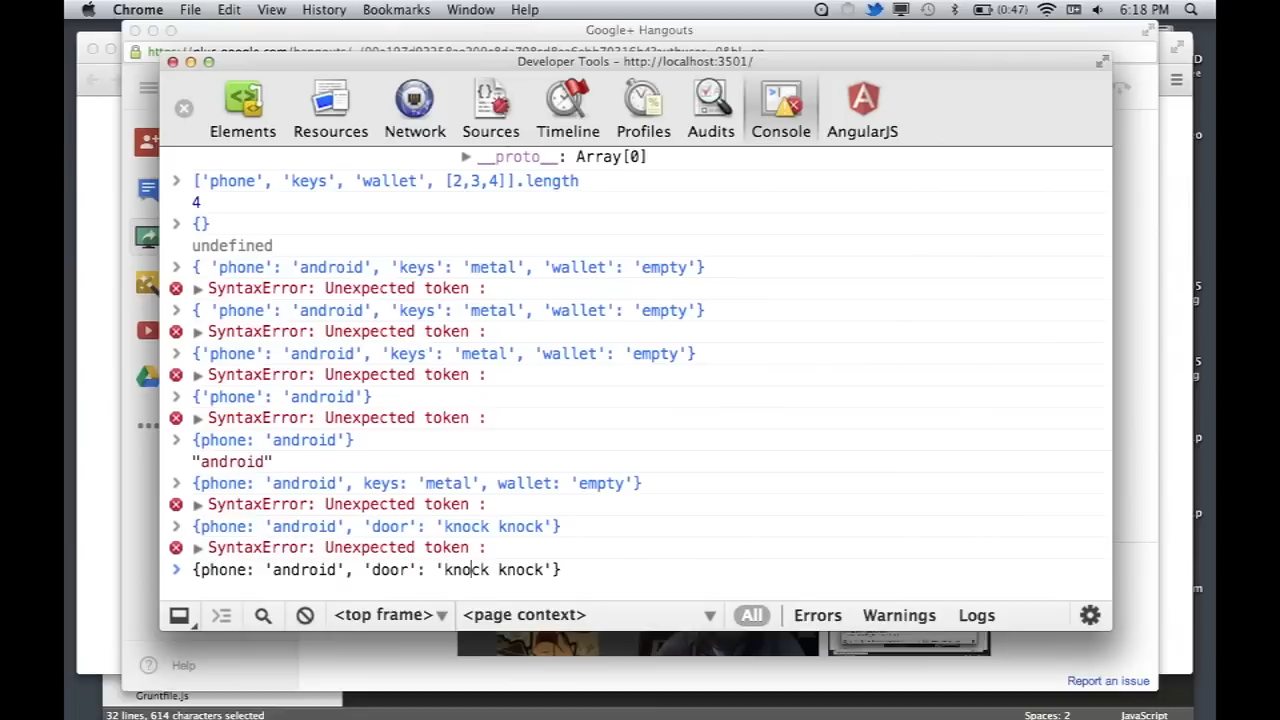 Chrome File Edit View History Bookmarks Window Help (0:47) 6:18 PM
Google+ Hangouts
Developer Tools - http://localhost:3501/
Elements Resources Network Sources Timeline Profiles Audits Console AngularJS
__proto__: Array[0]
> ['phone', 'keys', 'wallet', [2,3,4]].length
4
> {}
undefined
> { 'phone': 'android', 'keys': 'metal', 'wallet': 'empty'}
SyntaxError: Unexpected token :
> { 'phone': 'android', 'keys': 'metal', 'wallet': 'empty'}
SyntaxError: Unexpected token :
> {'phone': 'android', 'keys': 'metal', 'wallet': 'empty'}
SyntaxError: Unexpected token :
> {'phone': 'android'}
SyntaxError: Unexpected token :
> {phone: 'android'}
"android"
> {phone: 'android', keys: 'metal', wallet: 'empty'}
SyntaxError: Unexpected token :
> {phone: 'android', 'door': 'knock knock'}
SyntaxError: Unexpected token :
> {phone: 'android', 'door': 'knock knock'}
<top frame> <page context> All Errors Warnings Logs
Help
Report an issue
Gruntfile.js
32 lines, 614 characters selected Spaces: 2 JavaScript